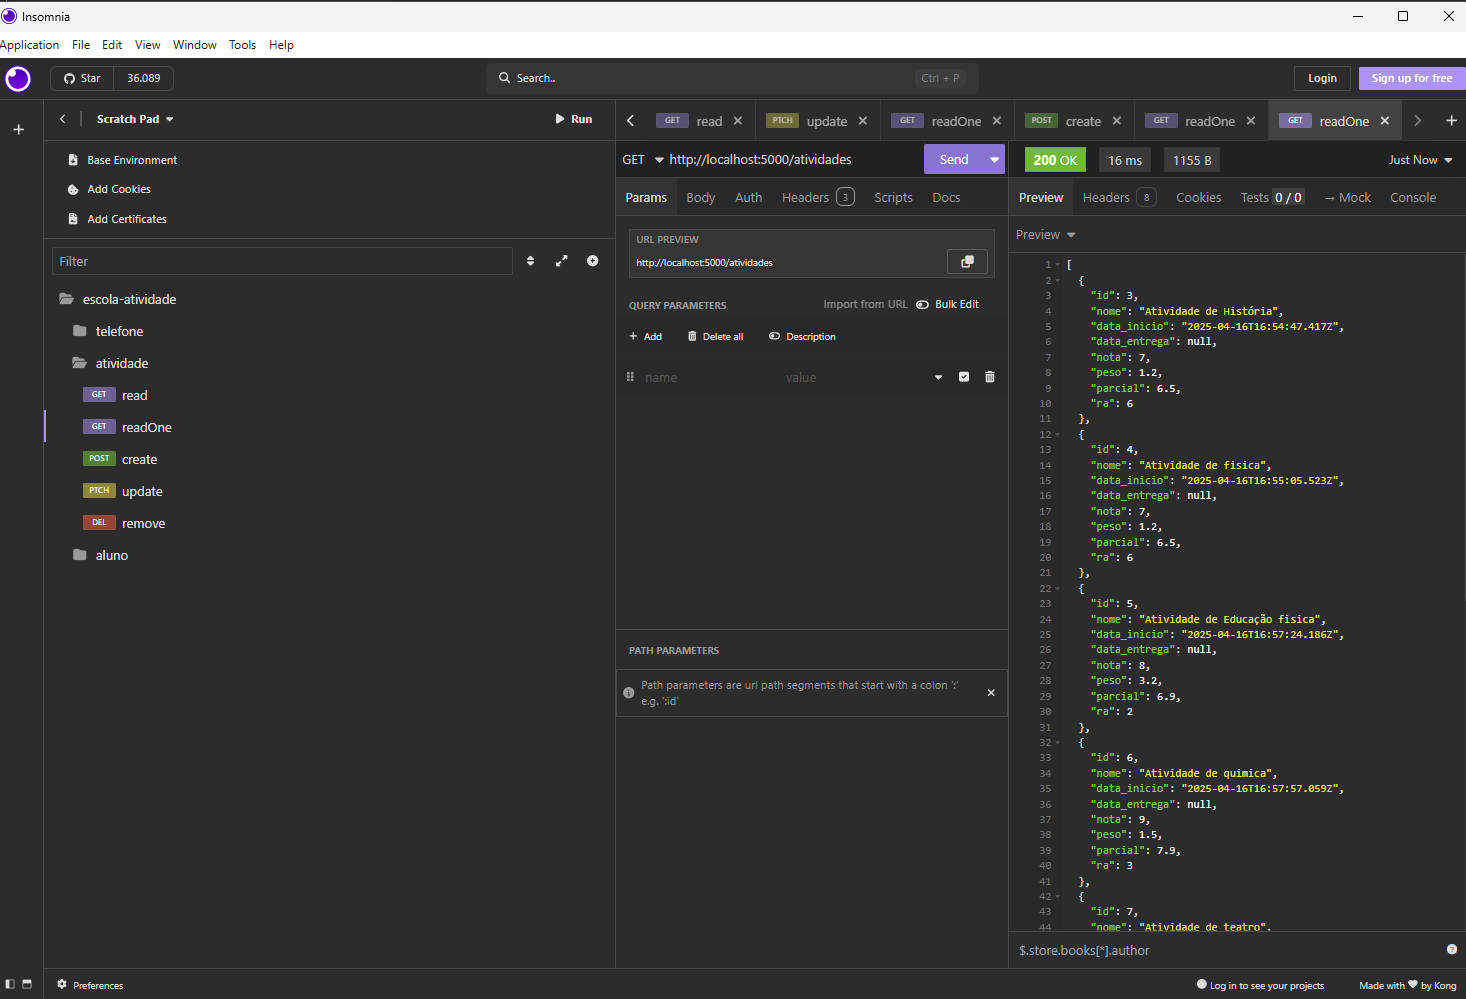 Insomnia
Application File Edit View Window Tools Help
Star 36.089
Search.. Ctrl + P
Login Sign up for free
Scratch Pad
Run
Base Environment
Add Cookies
Add Certificates
Filter
escola-atividade
telefone
atividade
GET read
GET readOne
POST create
PTCH update
DEL remove
aluno
GET read PTCH update GET readOne POST create GET readOne GET readOne
GET http://localhost:5000/atividades Send
Params Body Auth Headers 3 Scripts Docs
URL PREVIEW
http://localhost:5000/atividades
QUERY PARAMETERS Import from URL Bulk Edit
Add Delete all Description
name value
PATH PARAMETERS
Path parameters are url path segments that start with a colon ':'
e.g. ':id'
200 OK 16 ms 1155 B Just Now
Preview Headers 8 Cookies Tests 0 / 0 → Mock Console
Preview
1 [
2 {
3 "id": 3,
4 "nome": "Atividade de História",
5 "data_inicio": "2025-04-16T16:54:47.417Z",
6 "data_entrega": null,
7 "nota": 7,
8 "peso": 1.2,
9 "parcial": 6.5,
10 "ra": 6
11 },
12 {
13 "id": 4,
14 "nome": "Atividade de fisica",
15 "data_inicio": "2025-04-16T16:55:05.523Z",
16 "data_entrega": null,
17 "nota": 7,
18 "peso": 1.2,
19 "parcial": 6.5,
20 "ra": 6
21 },
22 {
23 "id": 5,
24 "nome": "Atividade de Educação fisica",
25 "data_inicio": "2025-04-16T16:57:24.186Z",
26 "data_entrega": null,
27 "nota": 8,
28 "peso": 3.2,
29 "parcial": 6.9,
30 "ra": 2
31 },
32 {
33 "id": 6,
34 "nome": "Atividade de quimica",
35 "data_inicio": "2025-04-16T16:57:57.059Z",
36 "data_entrega": null,
37 "nota": 9,
38 "peso": 1.5,
39 "parcial": 7.9,
40 "ra": 3
41 },
42 {
43 "id": 7,
44 "nome": "Atividade de teatro",
$.store.books[*].author
Preferences
Log in to see your projects Made with ♥ by Kong